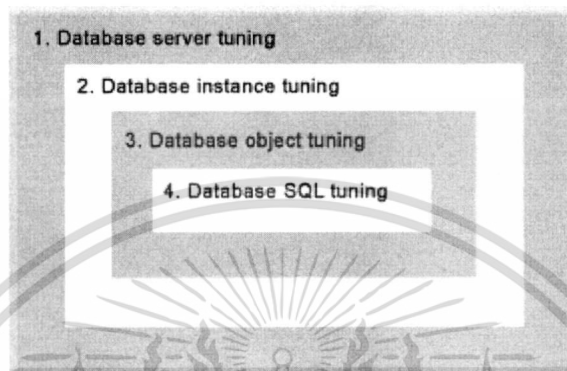 1. Database server tuning
2. Database instance tuning
3. Database object tuning
4. Database SQL tuning